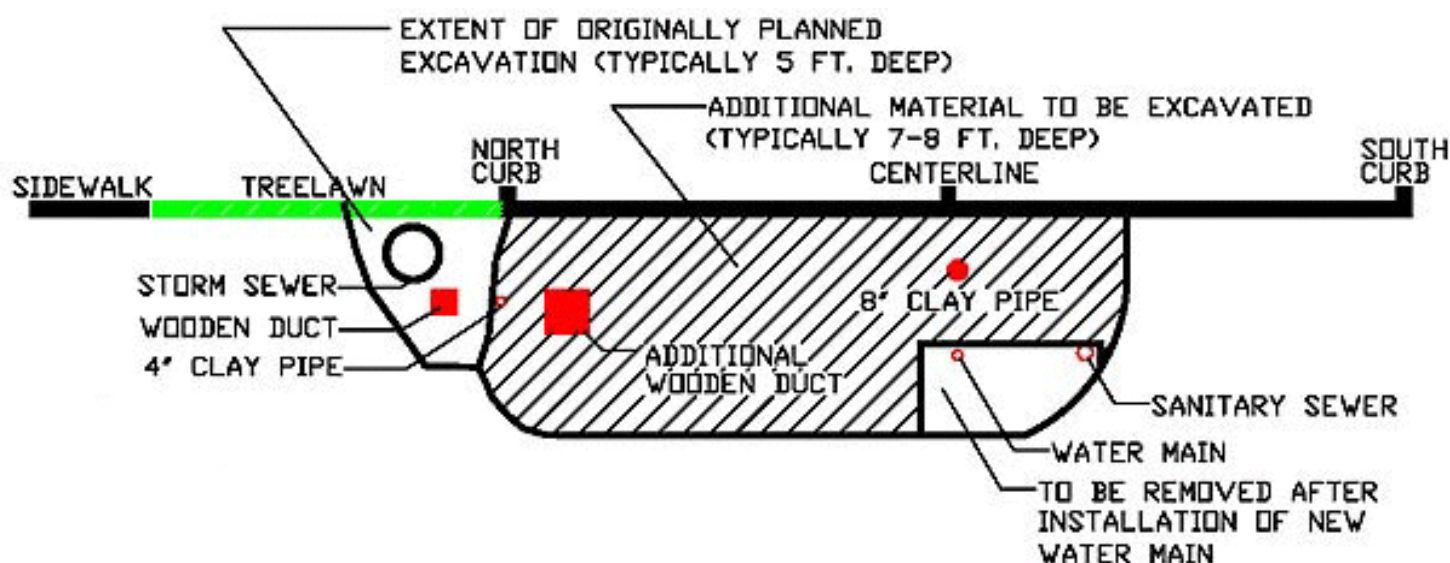 EXTENT OF ORIGINALLY PLANNED
EXCAVATION (TYPICALLY 5 FT. DEEP)
ADDITIONAL MATERIAL TO BE EXCAVATED
(TYPICALLY 7-8 FT. DEEP)
NORTH
CURB
CENTERLINE
SOUTH
CURB
SIDEWALK
TREELAWN
STORM SEWER
WOODEN DUCT
4" CLAY PIPE
8" CLAY PIPE
ADDITIONAL
WOODEN DUCT
SANITARY SEWER
WATER MAIN
TO BE REMOVED AFTER
INSTALLATION OF NEW
WATER MAIN